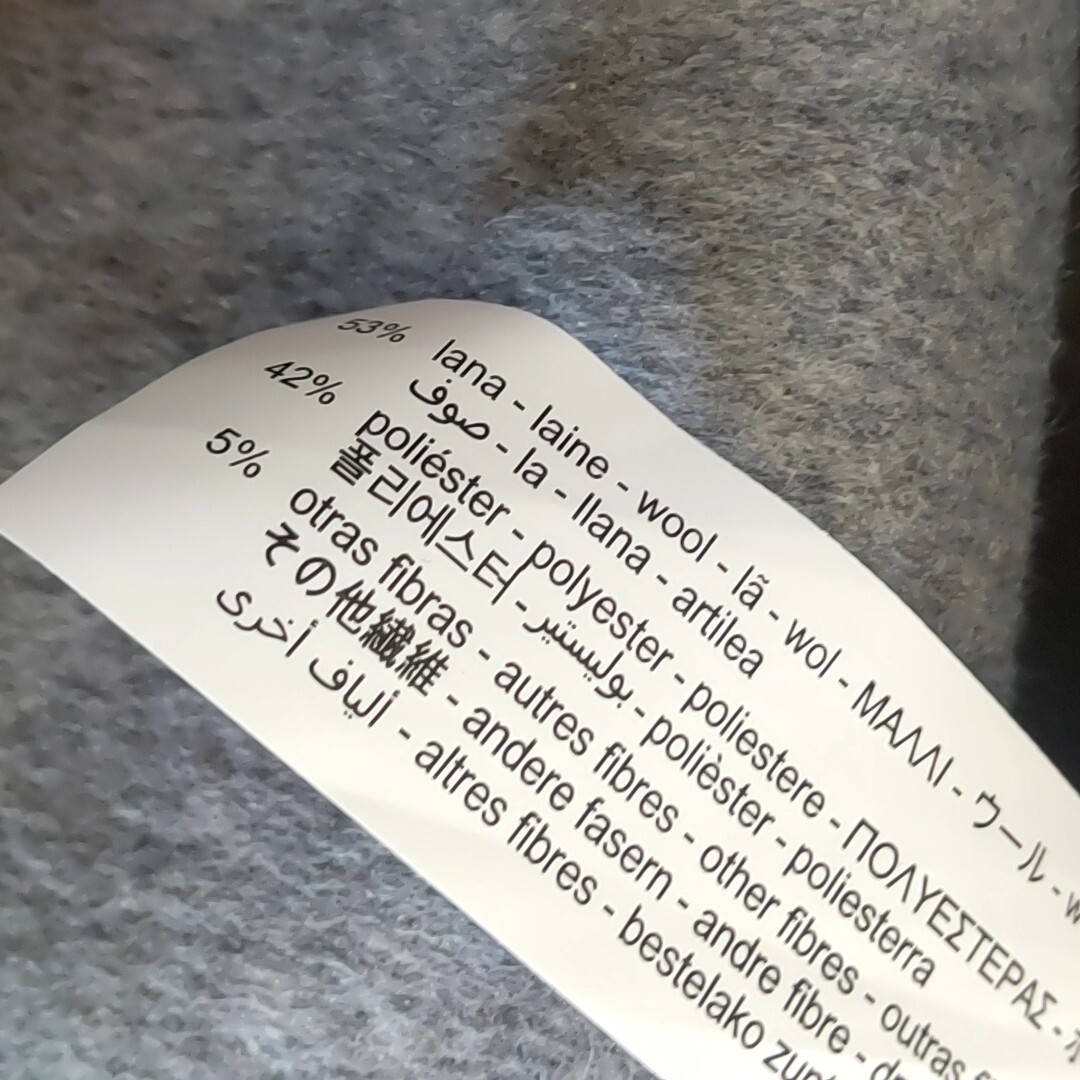 53% lana - laine - wool - lã - wol - ΜΑΛΛΙ - ウール -
صوف - la - llana - artilea
42% poliéster - polyester - poliestere - ΠΟΛΥΕΣΤΕΡΑΣ -
폴리에스터 - بوليستير - polièster - poliesterra
5% otras fibras - autres fibres - other fibres - outras
その他繊維 - andere fasern - andre fibre -
ألياف أخرى - altres fibres - bestelako